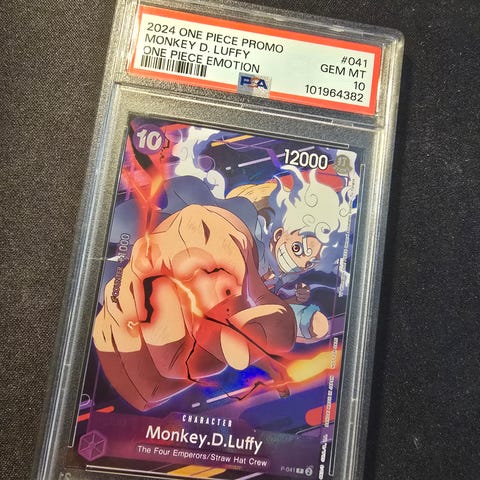 2024 ONE PIECE PROMO #041
MONKEY D. LUFFY GEM MT
ONE PIECE EMOTION 10
PSA 101964382
10
12000
CHARACTER
Monkey.D.Luffy
The Four Emperors/Straw Hat Crew
P-041 P